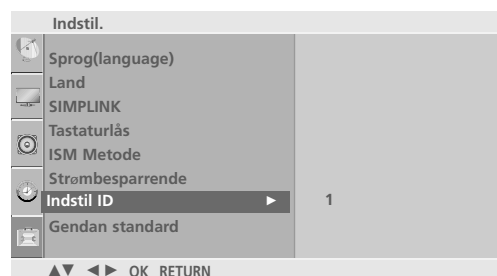 Indstil.
Sprog(language)
Land
SIMPLINK
Tastaturlås
ISM Metode
Strømbesparrende
Indstil ID ► 1
Gendan standard
▲▼ ◄► OK RETURN